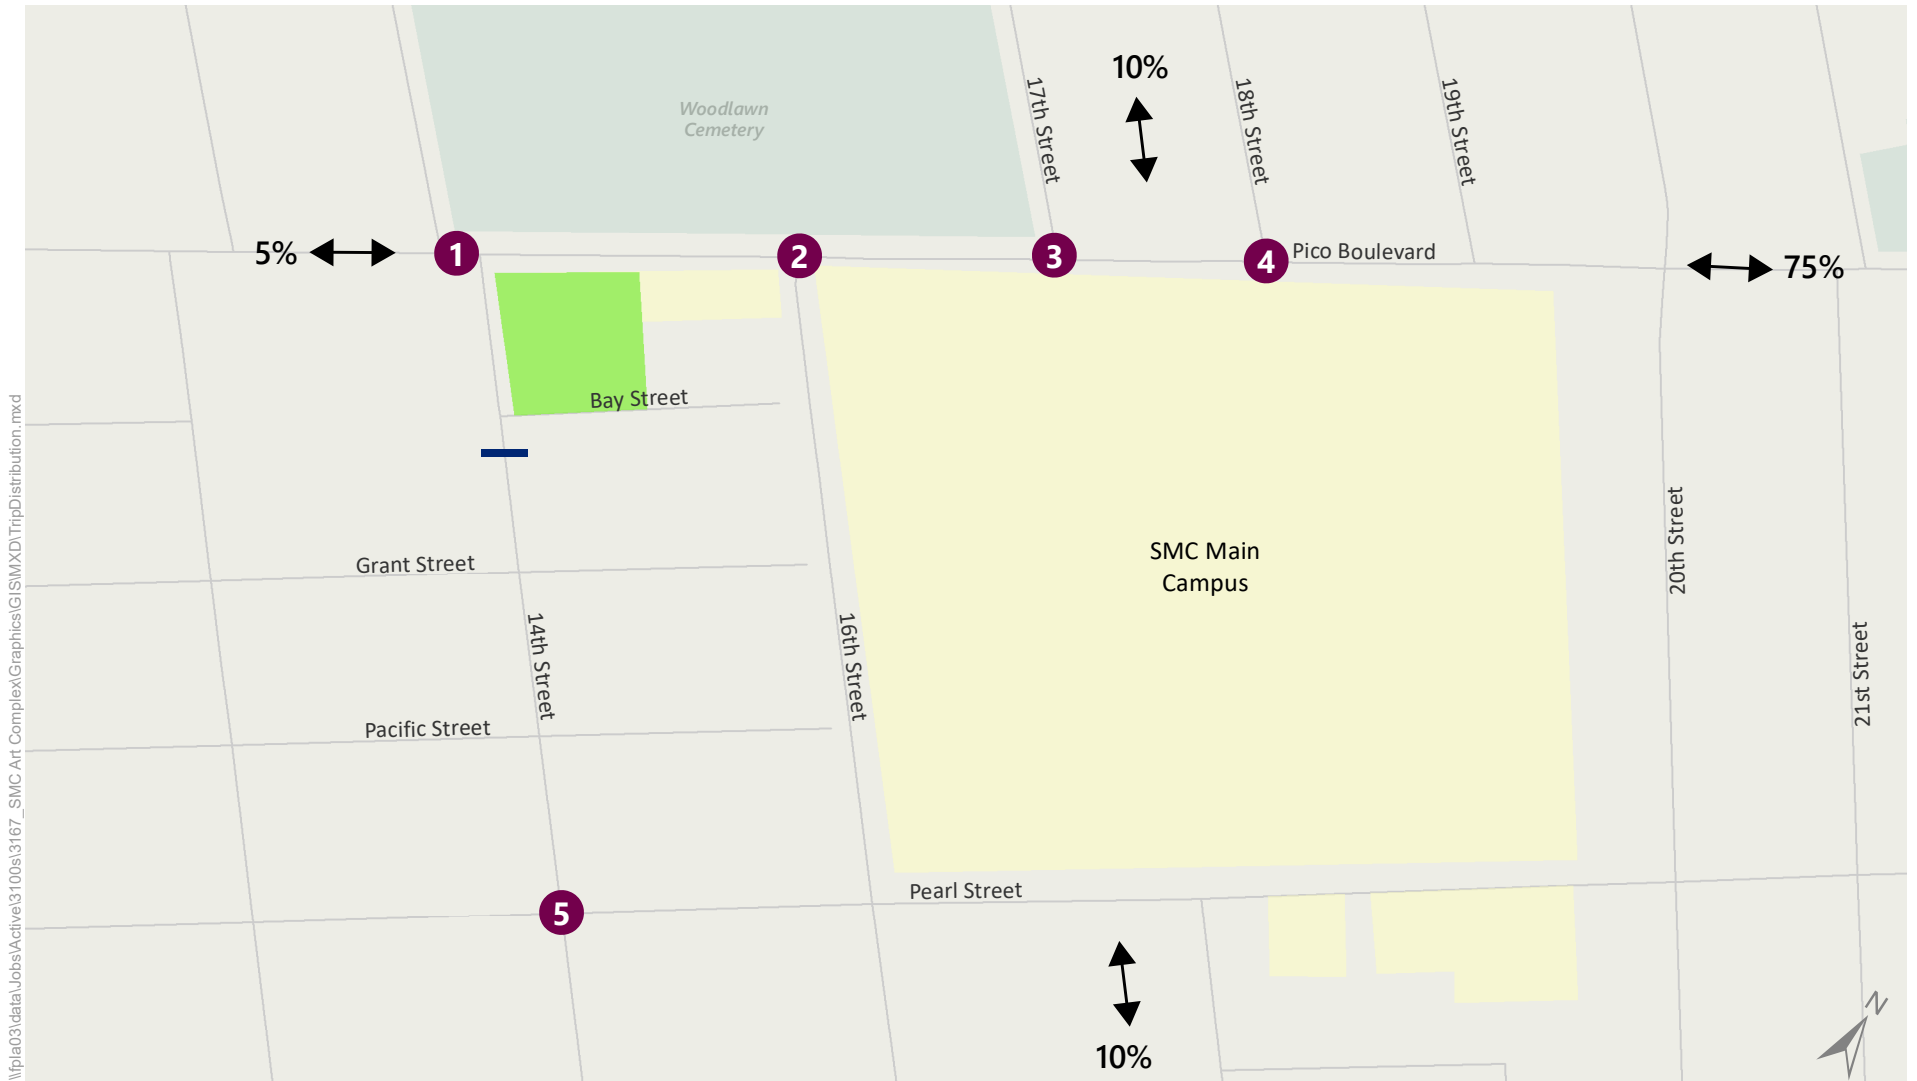 10%
Woodlawn
Cemetery
17th Street
18th Street
19th Street
5%
1
2
3
4
Pico Boulevard
75%
Bay Street
Grant Street
SMC Main
Campus
20th Street
14th Street
16th Street
21st Street
Pacific Street
5
Pearl Street
10%
N
\\fpla03\data\Jobs\Active\3100s\3167_SMC Art Complex\Graphics\GIS\MXD\TripDistribution.mxd